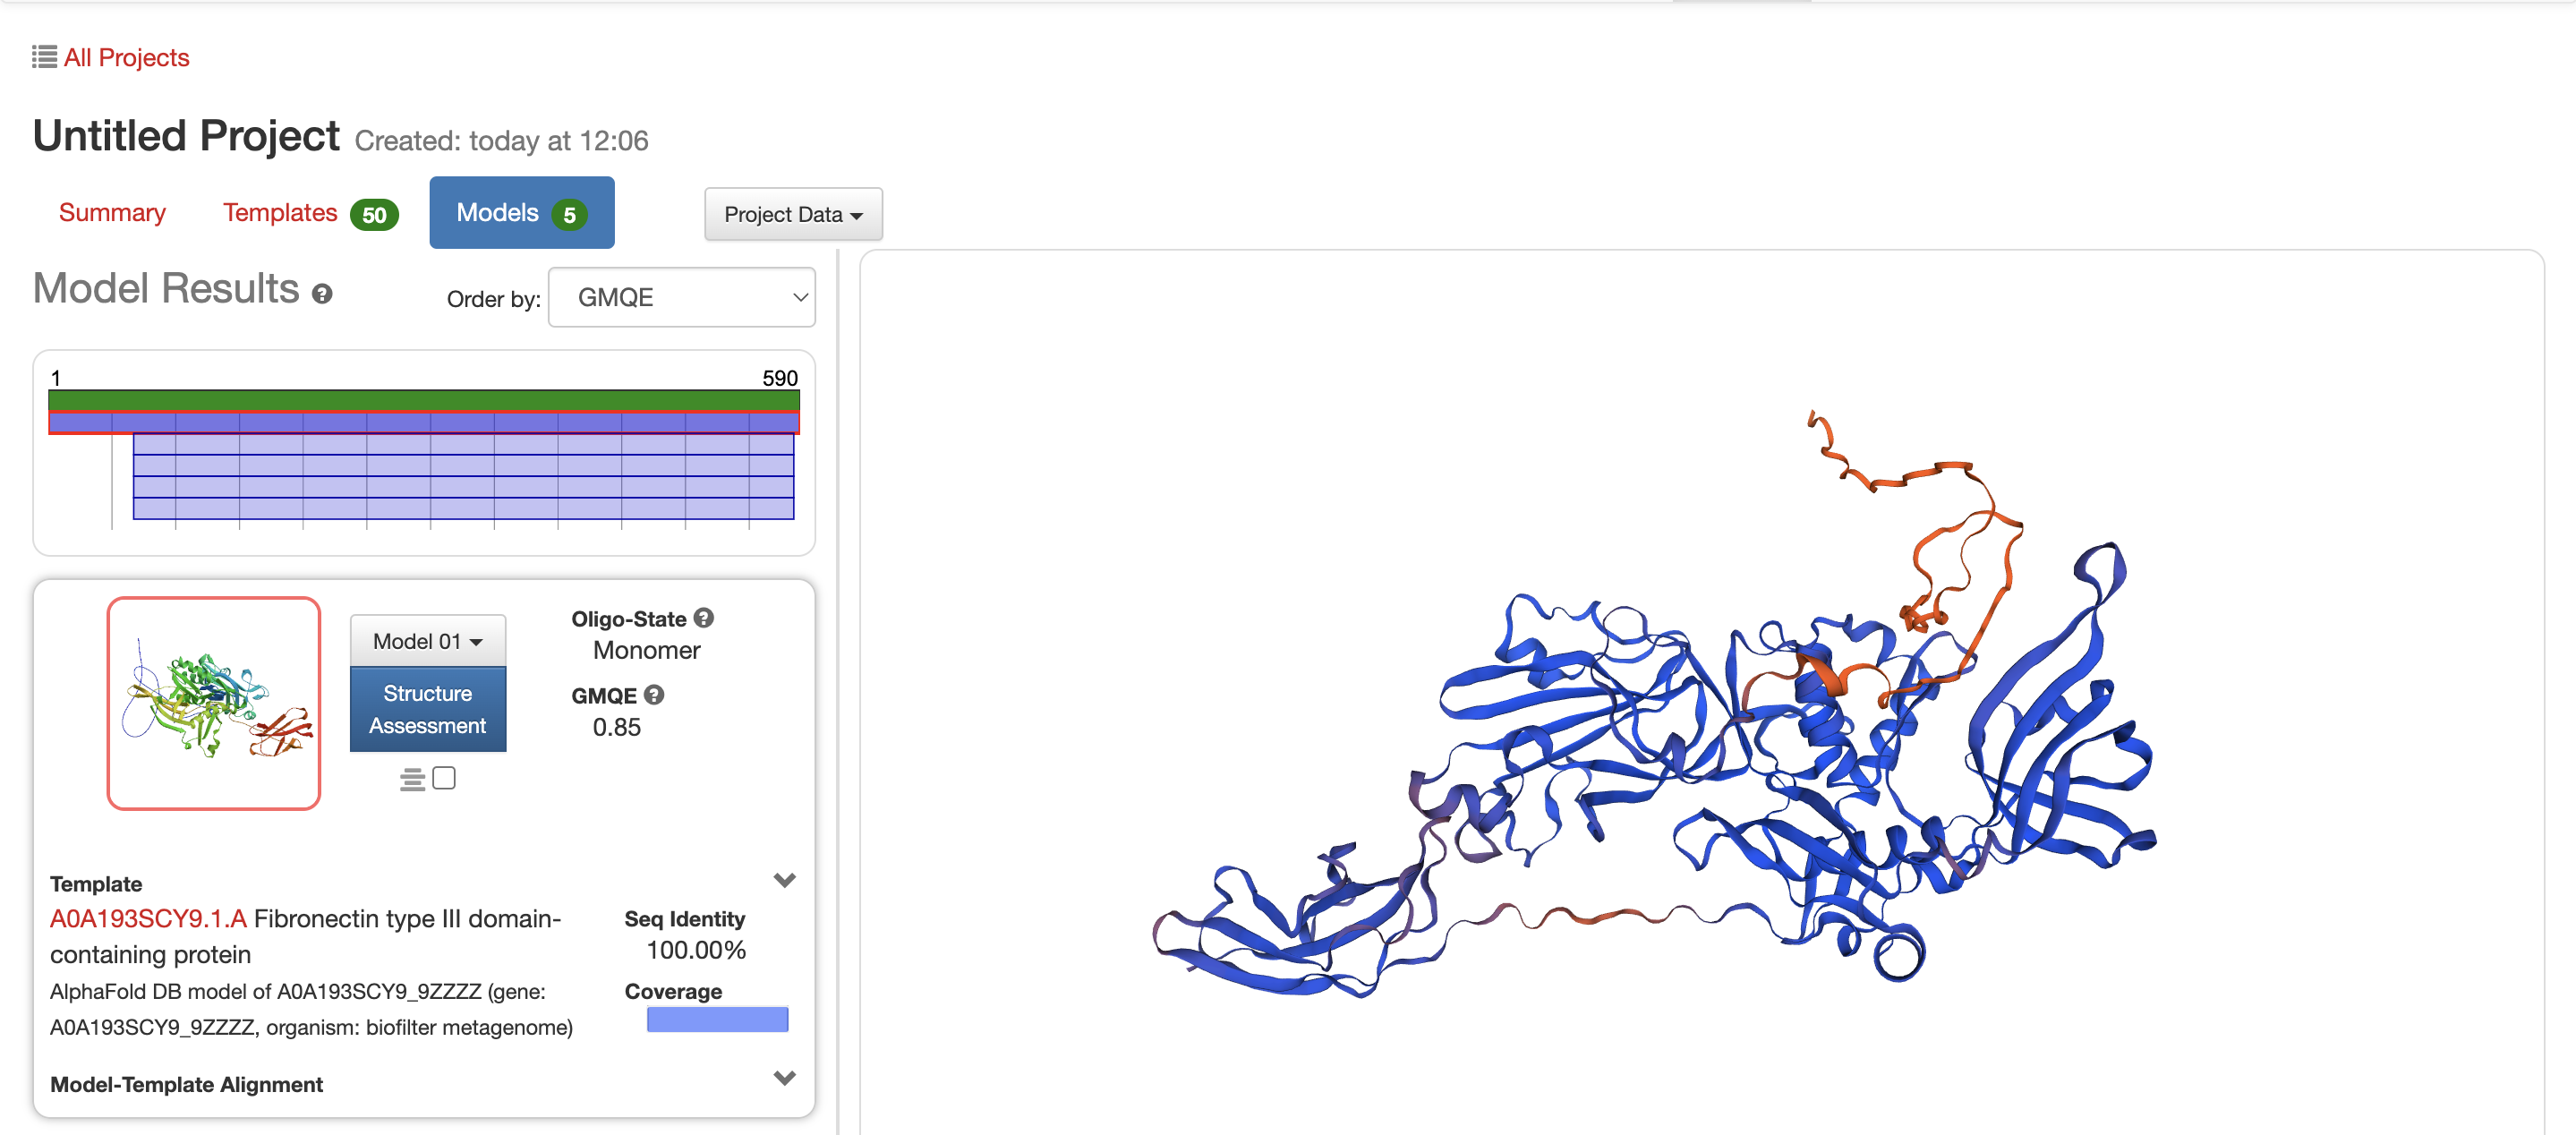 All Projects
Untitled Project Created: today at 12:06
Summary Templates 50 Models 5 Project Data
Model Results ? Order by: GMQE
1 590
Model 01
Structure
Assessment
Oligo-State ?
Monomer
GMQE ?
0.85
Template
A0A193SCY9.1.A Fibronectin type III domain-
containing protein
AlphaFold DB model of A0A193SCY9_9ZZZZ (gene:
A0A193SCY9_9ZZZZ, organism: biofilter metagenome)
Seq Identity
100.00%
Coverage
Model-Template Alignment